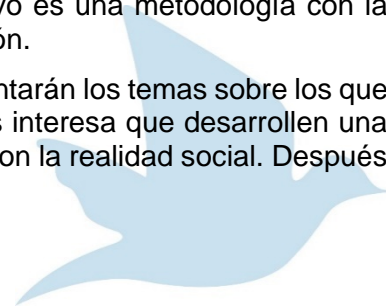 vo es una metodología con la
ón.
ntarán los temas sobre los que
s interesa que desarrollen una
on la realidad social. Después